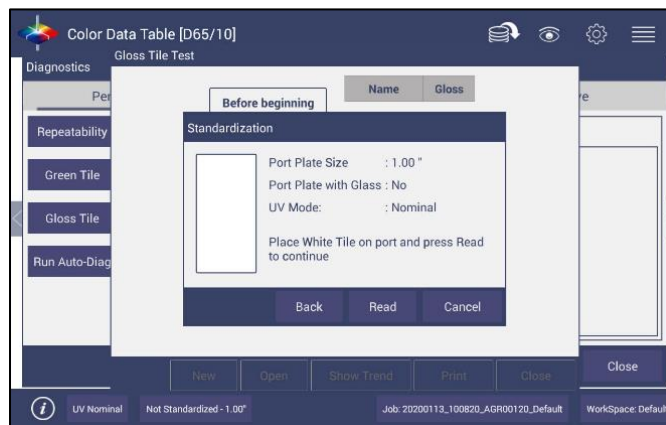 Color Data Table [D65/10]
Gloss Tile Test
Diagnostics
Name Gloss
Before beginning
Repeatability
Standardization
Port Plate Size : 1.00 "
Port Plate with Glass : No
Green Tile
UV Mode: : Nominal
Gloss Tile
Place White Tile on port and press Read
to continue
Run Auto-Diag
Back Read Cancel
New Open Show Trend Print Close
Close
UV Nominal Not Standardized - 1.00" Job: 20200113_100820_AGR00120_Default WorkSpace: Defaul